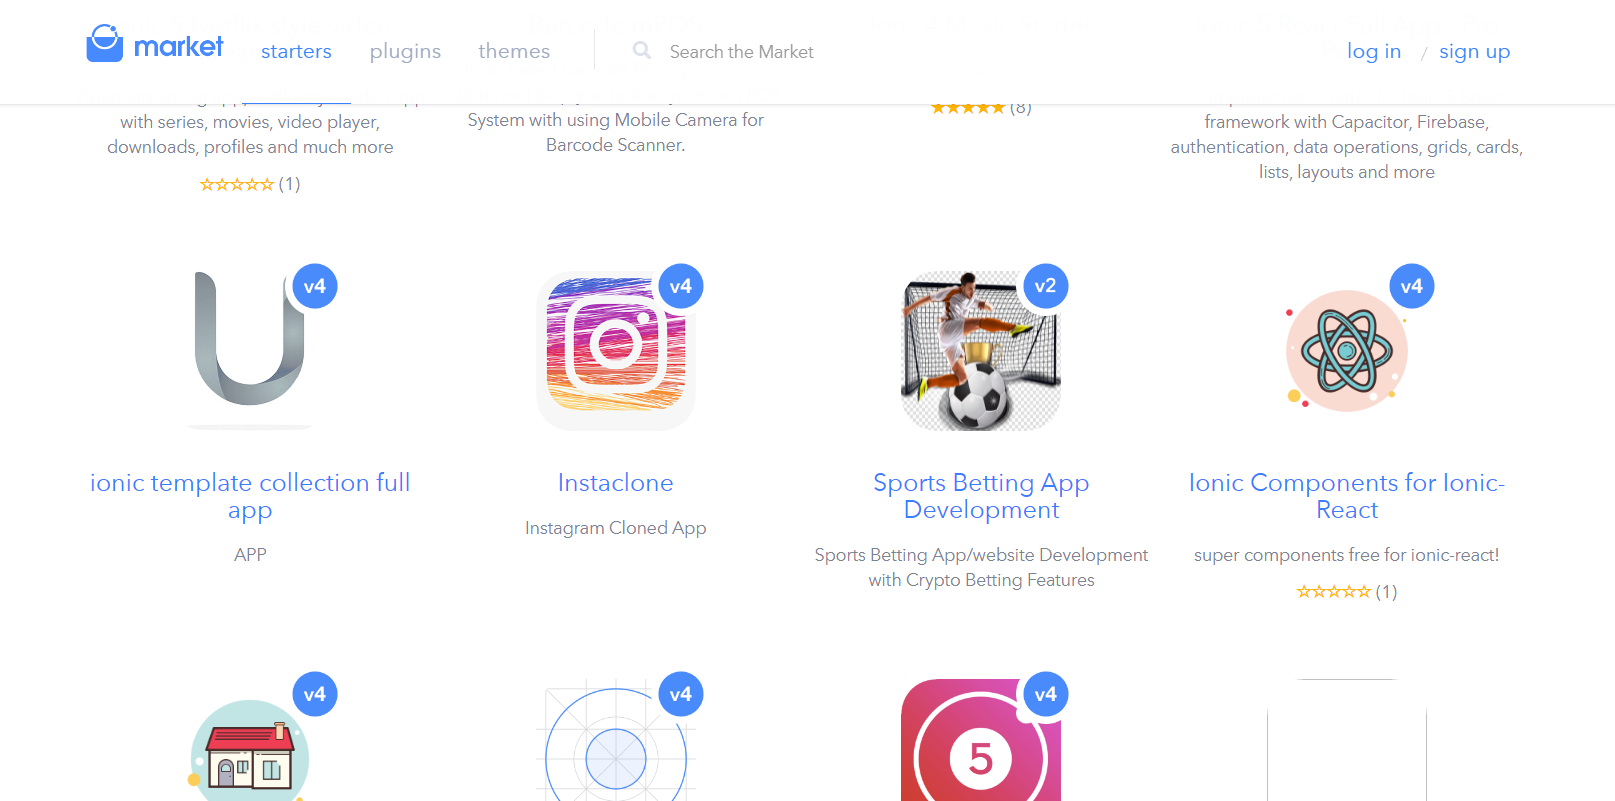 market
starters
plugins
themes
Search the Market
log in
/
sign up
with series, movies, video player,
downloads, profiles and much more
☆☆☆☆☆ (1)
System with using Mobile Camera for
Barcode Scanner.
★★★★★ (8)
framework with Capacitor, Firebase,
authentication, data operations, grids, cards,
lists, layouts and more
v4
v4
v2
v4
ionic template collection full
app
APP
Instaclone
Instagram Cloned App
Sports Betting App
Development
Sports Betting App/website Development
with Crypto Betting Features
Ionic Components for Ionic-
React
super components free for ionic-react!
☆☆☆☆☆ (1)
v4
v4
v4
5